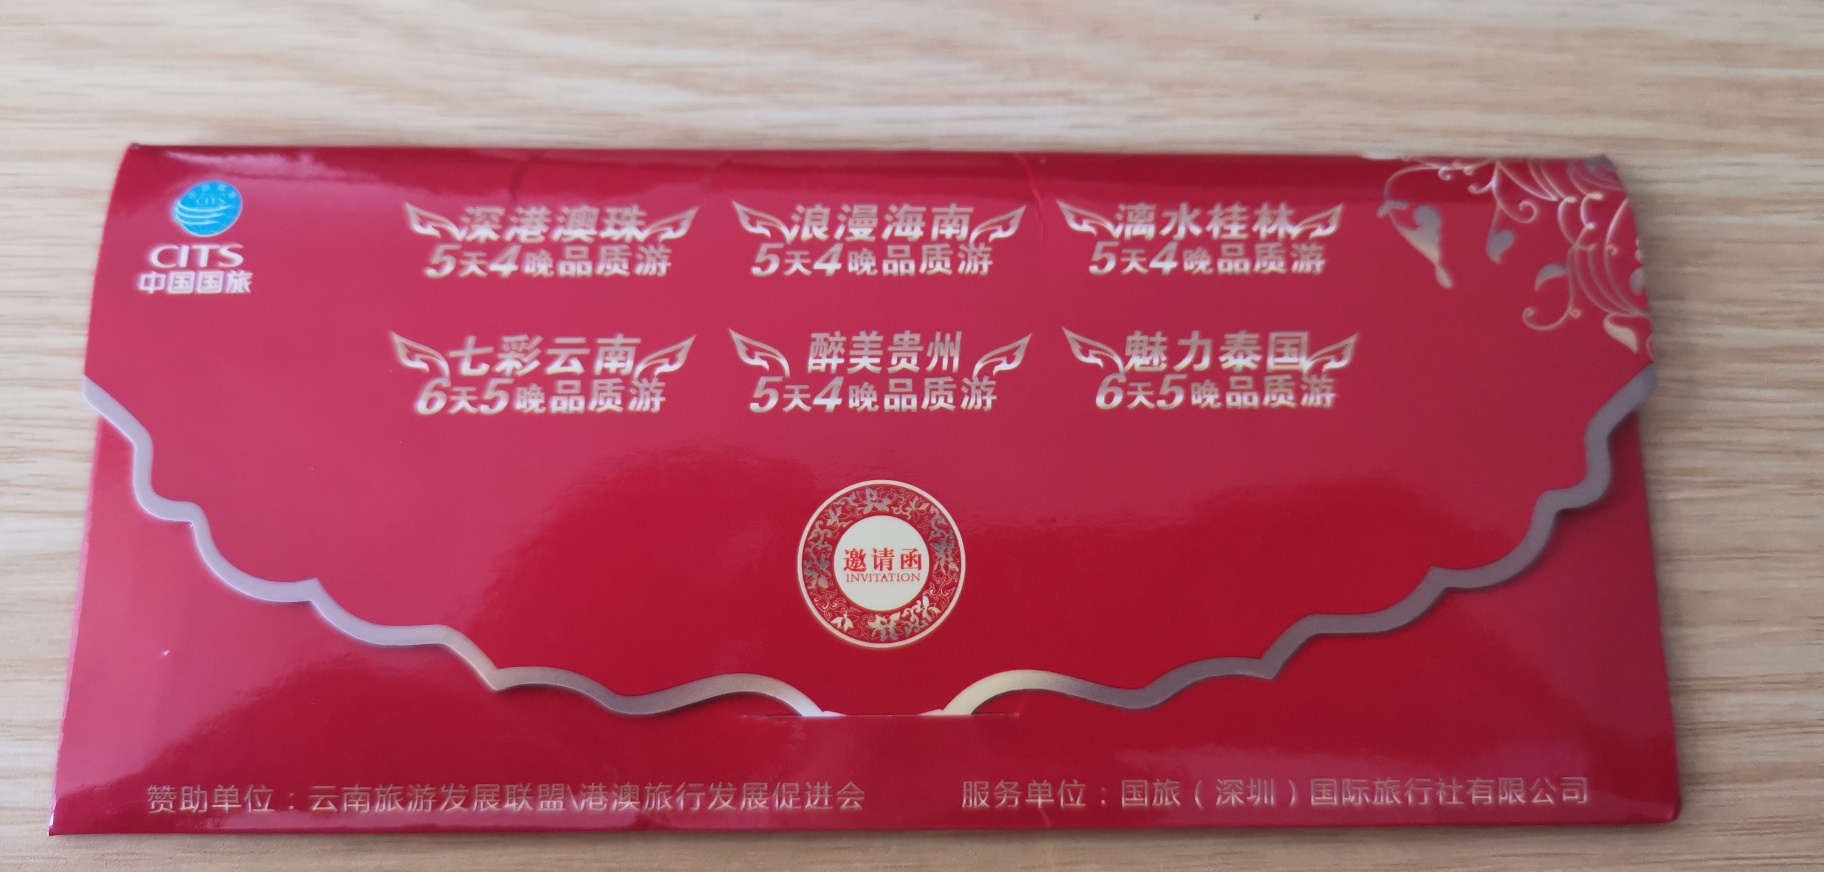 CITS
中国国旅
深港澳珠
5天4晚品质游
浪漫海南
5天4晚品质游
漓水桂林
5天4晚品质游
七彩云南
6天5晚品质游
醉美贵州
5天4晚品质游
魅力泰国
6天5晚品质游
邀请函
INVITATION
赞助单位：云南旅游发展联盟\港澳旅行发展促进会
服务单位：国旅（深圳）国际旅行社有限公司